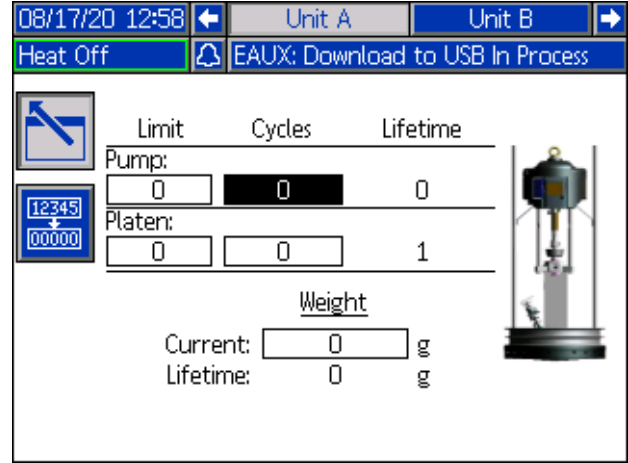 08/17/20 12:58 Unit A Unit B
Heat Off EAUX: Download to USB In Process
Limit Cycles Lifetime
Pump:
0 0 0
12345
00000
Platen:
0 0 1
Weight
Current: 0 g
Lifetime: 0 g